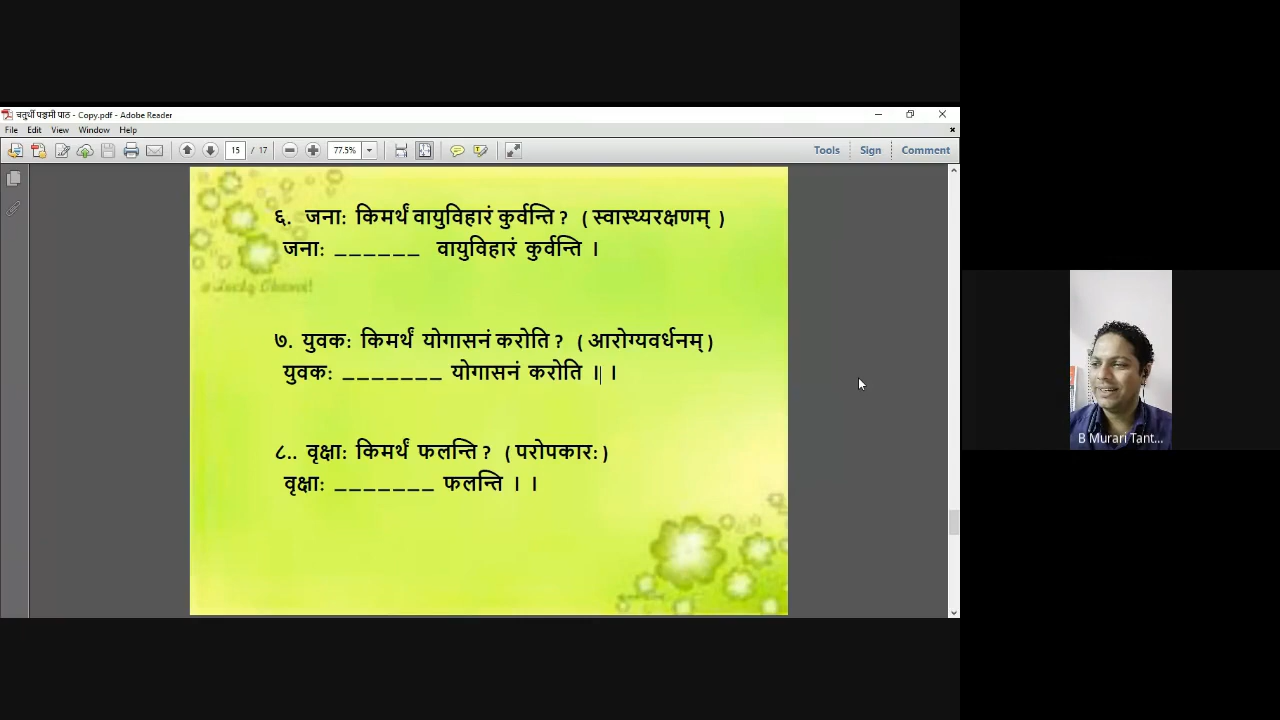 चतुर्थी पञ्चमी पाठ - Copy.pdf - Adobe Reader
File Edit View Window Help
15 / 17 77.5% Tools Sign Comment
६. जनाः किमर्थं वायुविहारं कुर्वन्ति ? ( स्वास्थ्यरक्षणम् )
जनाः ______ वायुविहारं कुर्वन्ति ।
७. युवकः किमर्थं योगासनं करोति ? ( आरोग्यवर्धनम् )
युवकः _______ योगासनं करोति । ।
८.. वृक्षाः किमर्थं फलन्ति ? ( परोपकारः )
वृक्षाः _______ फलन्ति । ।
B Murari Tant...